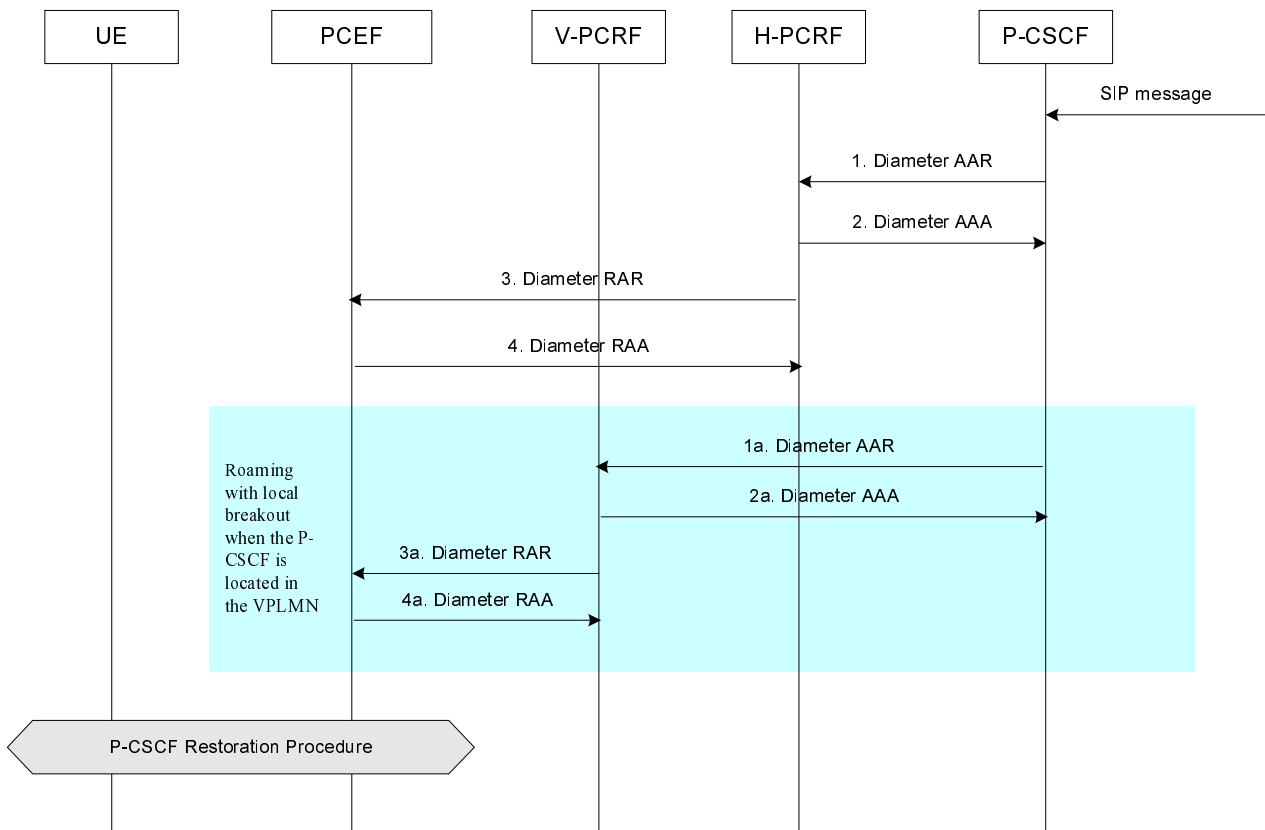 UE
PCEF
V-PCRF
H-PCRF
P-CSCF
SIP message
1. Diameter AAR
2. Diameter AAA
3. Diameter RAR
4. Diameter RAA
1a. Diameter AAR
Roaming
with local
breakout
when the P-
CSCF is
located in
the VPLMN
2a. Diameter AAA
3a. Diameter RAR
4a. Diameter RAA
P-CSCF Restoration Procedure